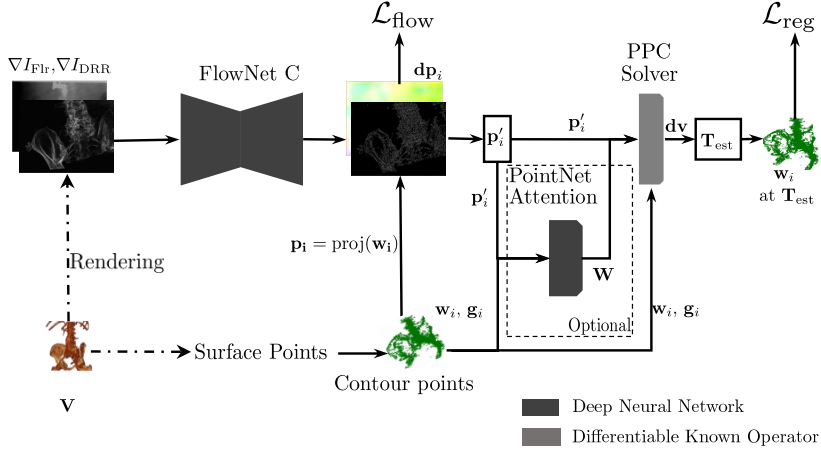 ℒ_flow
ℒ_reg
∇I_Flr, ∇I_DRR
FlowNet C
dp_i
PPC
Solver
p′_i
p′_i
dv
T_est
w_i
at T_est
p′_i
PointNet
Attention
W
Optional
p_i = proj(w_i)
Rendering
w_i, g_i
w_i, g_i
Surface Points
Contour points
V
Deep Neural Network
Differentiable Known Operator